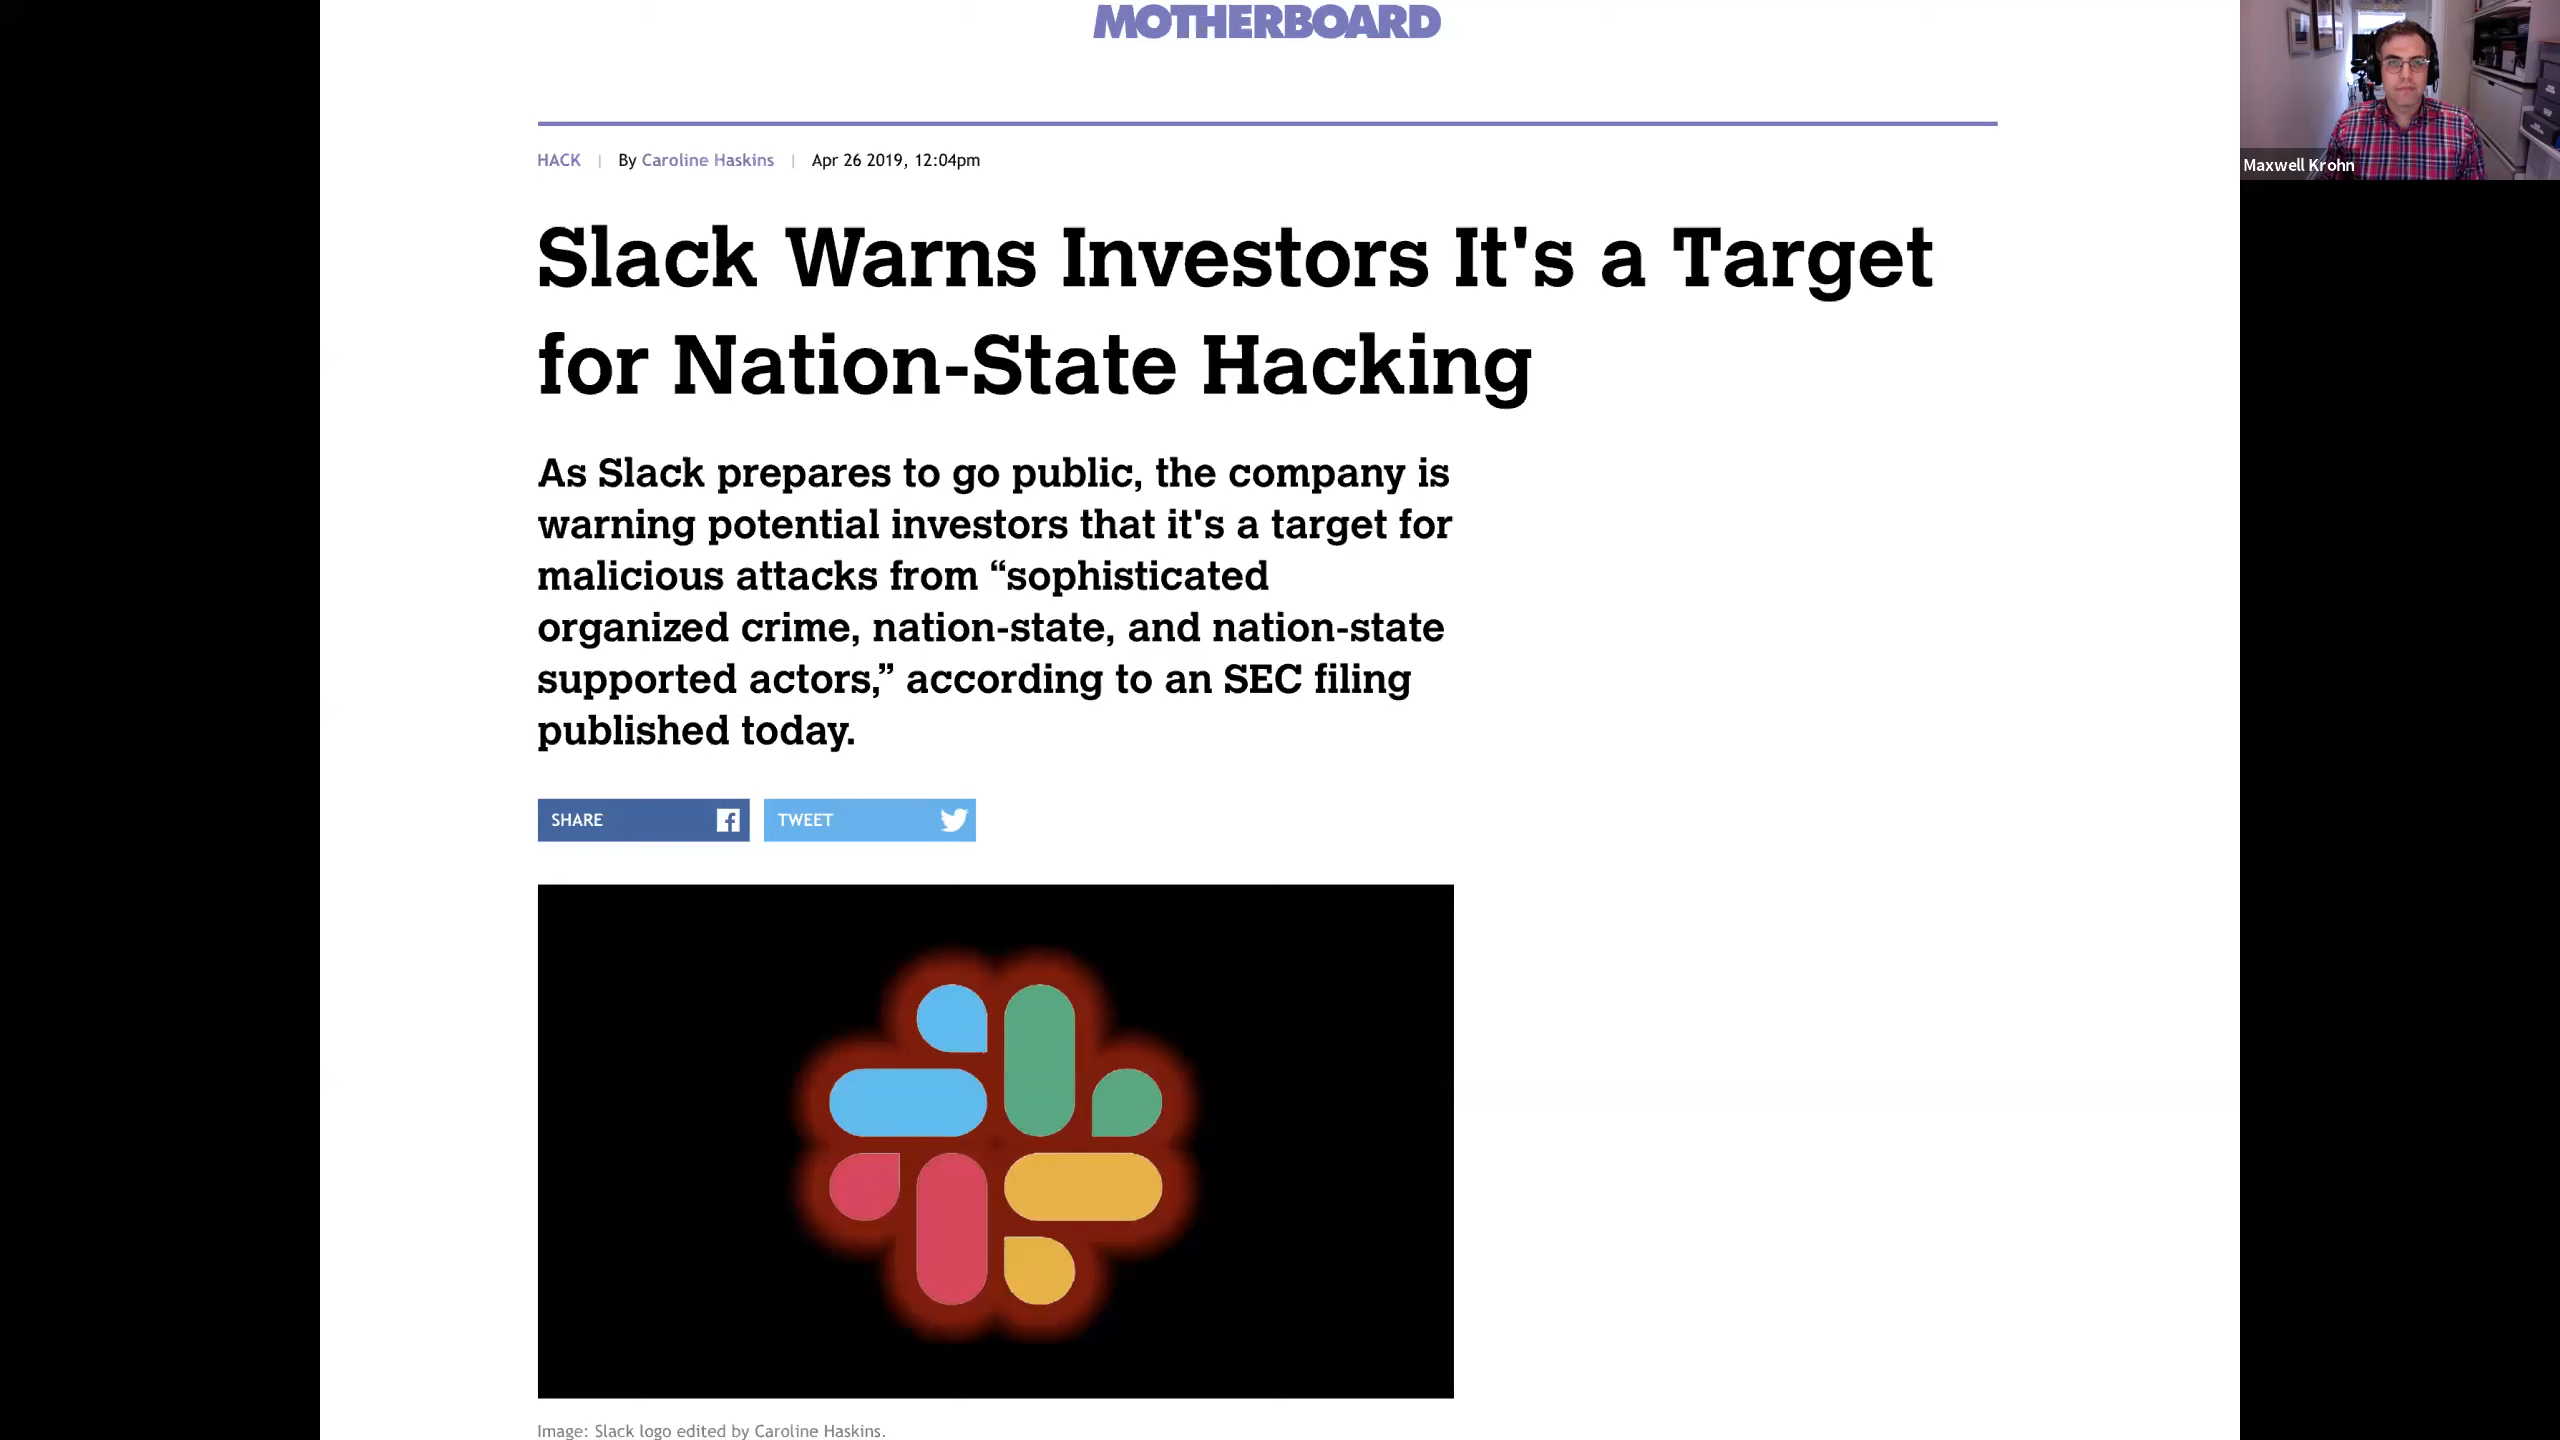 MOTHERBOARD
HACK | By Caroline Haskins | Apr 26 2019, 12:04pm
Slack Warns Investors It's a Target
for Nation-State Hacking
As Slack prepares to go public, the company is
warning potential investors that it's a target for
malicious attacks from “sophisticated
organized crime, nation-state, and nation-state
supported actors,” according to an SEC filing
published today.
SHARE
TWEET
Image: Slack logo edited by Caroline Haskins.
Maxwell Krohn